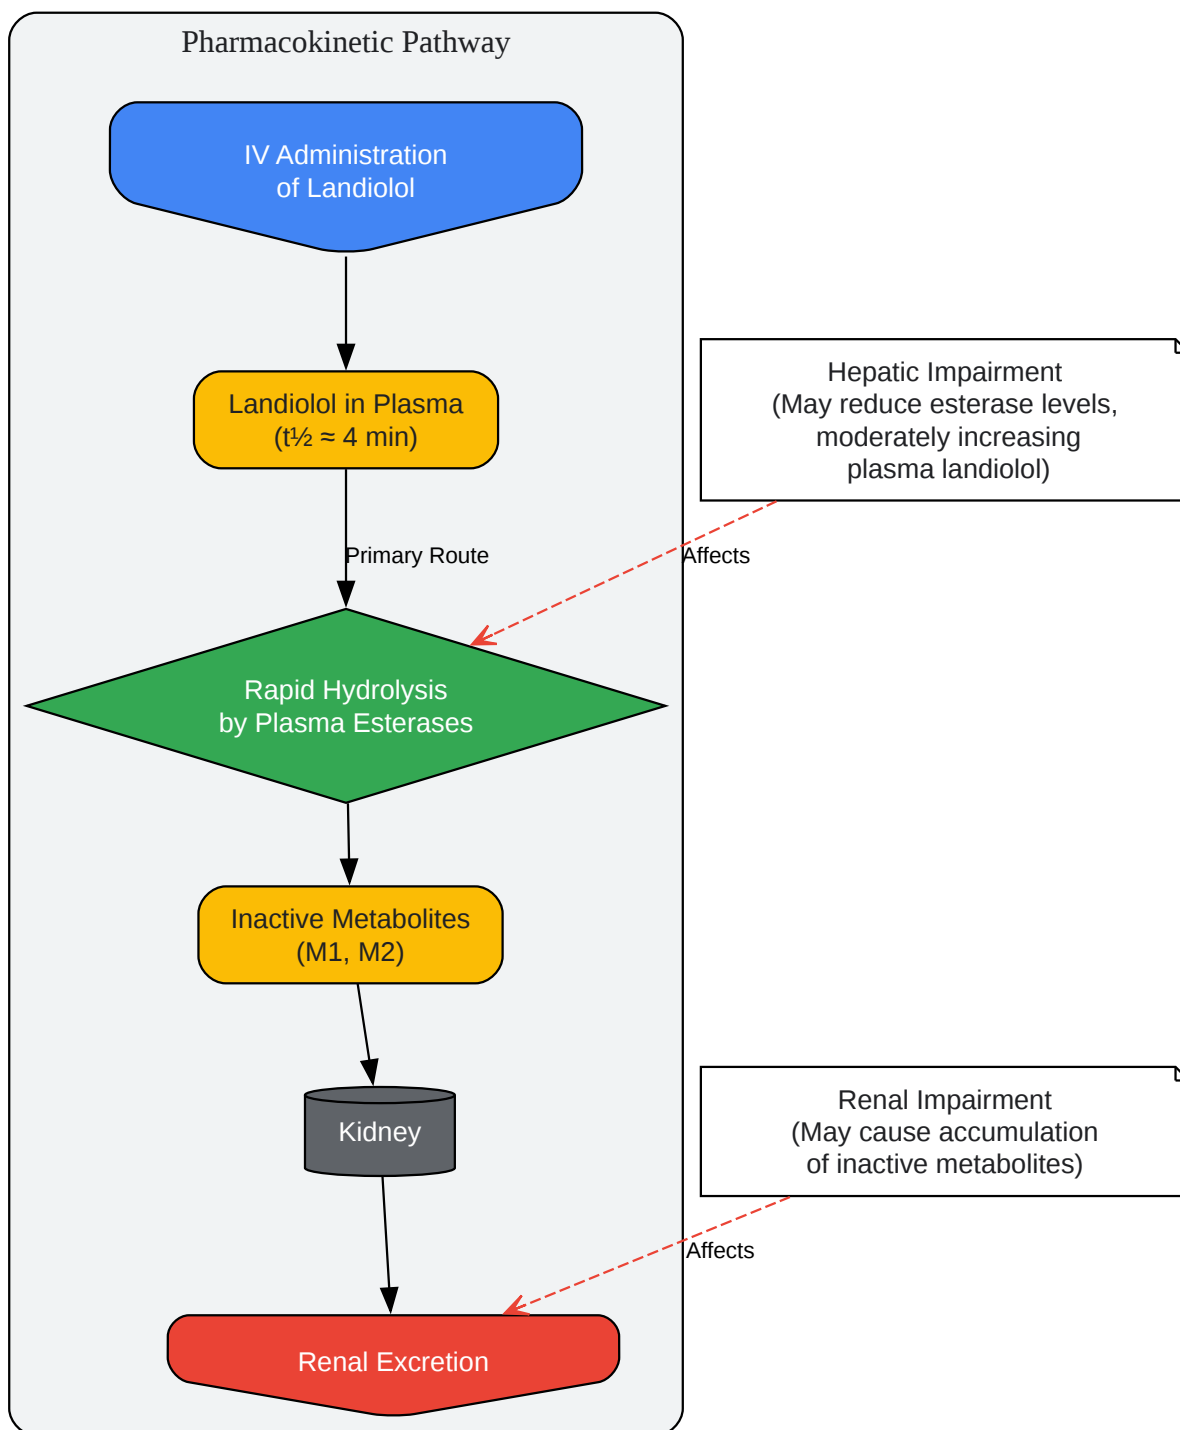 Pharmacokinetic Pathway
IV Administration
of Landiolol
Landiolol in Plasma
(t½ ≈ 4 min)
Hepatic Impairment
(May reduce esterase levels,
moderately increasing
plasma landiolol)
Primary Route
Affects
Rapid Hydrolysis
by Plasma Esterases
Inactive Metabolites
(M1, M2)
Kidney
Renal Impairment
(May cause accumulation
of inactive metabolites)
Affects
Renal Excretion